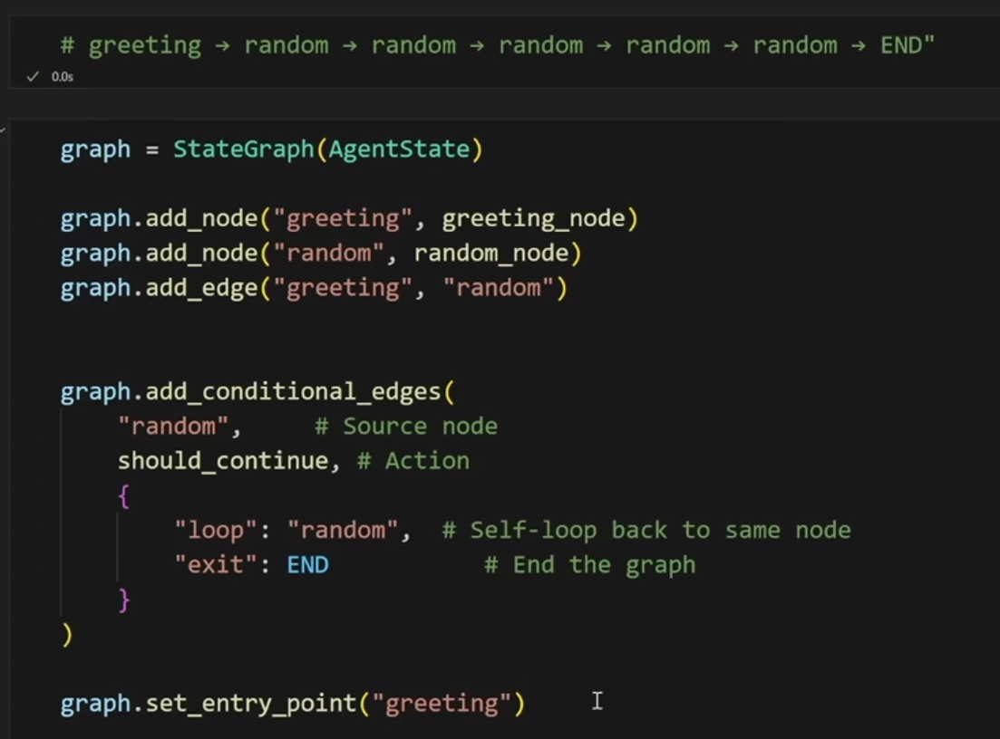 # greeting → random → random → random → random → random → END"
✓ 0.0s
graph = StateGraph(AgentState)
graph.add_node("greeting", greeting_node)
graph.add_node("random", random_node)
graph.add_edge("greeting", "random")
graph.add_conditional_edges(
    "random",     # Source node
    should_continue, # Action
    {
        "loop": "random",  # Self-loop back to same node
        "exit": END           # End the graph
    }
)
graph.set_entry_point("greeting")